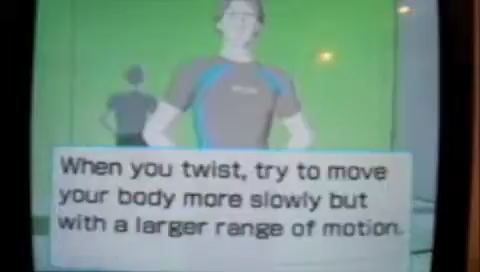 When you twist, try to move
your body more slowly but
with a larger range of motion.